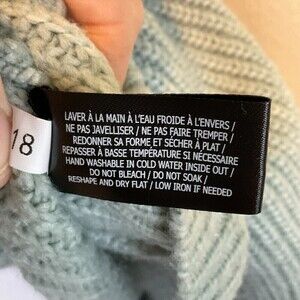 LAVER À LA MAIN À L'EAU FROIDE À L'ENVERS /
NE PAS JAVELLISER / NE PAS FAIRE TREMPER /
REDONNER SA FORME ET SÉCHER À PLAT /
REPASSER À BASSE TEMPÉRATURE SI NÉCESSAIRE
HAND WASHABLE IN COLD WATER INSIDE OUT /
DO NOT BLEACH / DO NOT SOAK /
RESHAPE AND DRY FLAT / LOW IRON IF NEEDED
18